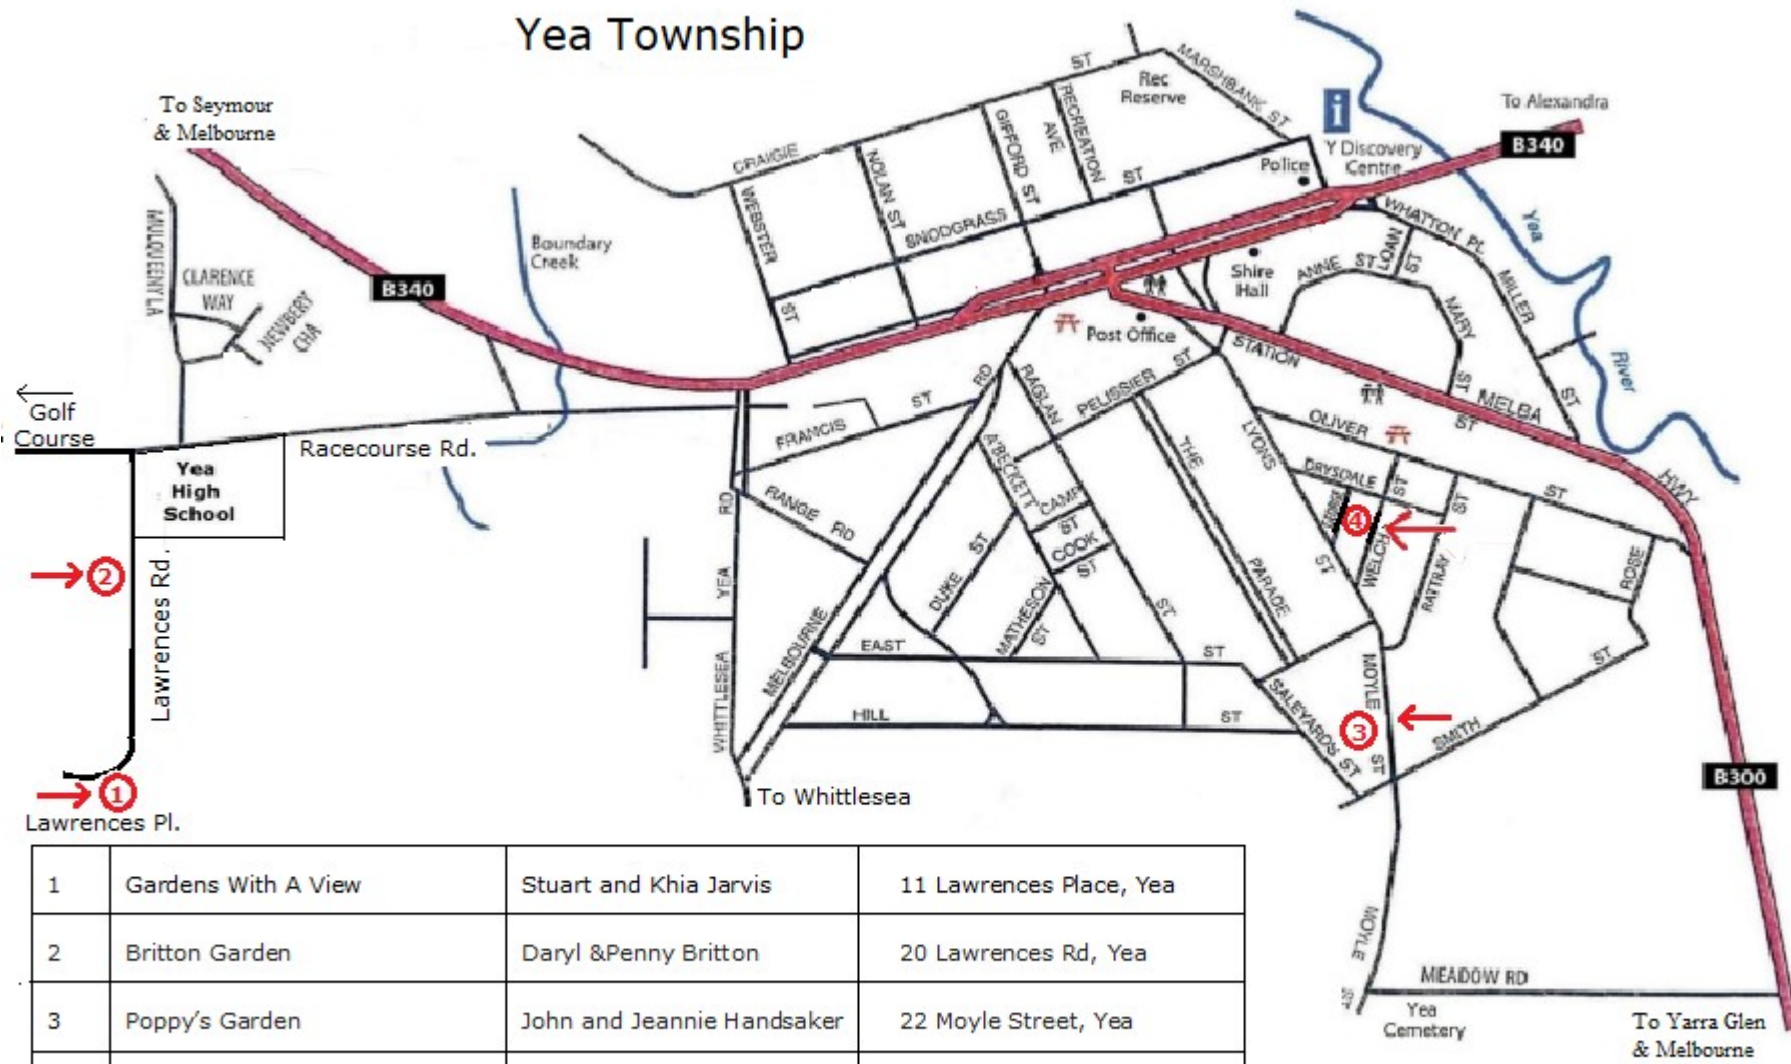 Yea Township
To Seymour
& Melbourne
To Alexandra
B340
B340
MULQUEENY LA
CLARENCE
WAY
NEWBERY
CHA
Boundary
Creek
CRAIGIE
ST
WEBSTER
ST
NOLAN ST
SNODGRASS
ST
GIFFORD ST
RECREATION
AVE
Rec
Reserve
MARSHBANK ST
Police
i
Y Discovery
Centre
Yea
River
WHATTON PL
MILLER
ST
ANNE ST
MARY
ST
Shire
Hall
Post Office
STATION
ST
MELBA
HWY
Golf
Course
Racecourse Rd.
Yea
High
School
Lawrences Rd.
FRANCIS
ST
RANGE RD
WHITTLESEA YEA RD
MELBOURNE
RD
RAGLAN
ST
PELISSIER ST
A'BECKETT
ST
CAMP
ST
COOK
ST
DUKE ST
MATHESON
ST
EAST
ST
HILL
ST
THE
PARADE
LYONS
ST
OLIVER
ST
DRYSDALE
ST
WELCH
RATTRAY
ST
ROSE
ST
SALEYARDS ST
MOYLE
ST
SMITH
B300
To Whittlesea
MOYLE
MEADOW RD
Yea
Cemetery
To Yarra Glen
& Melbourne
2
1
4
3
Lawrences Pl.
1 Gardens With A View Stuart and Khia Jarvis 11 Lawrences Place, Yea
2 Britton Garden Daryl &Penny Britton 20 Lawrences Rd, Yea
3 Poppy’s Garden John and Jeannie Handsaker 22 Moyle Street, Yea